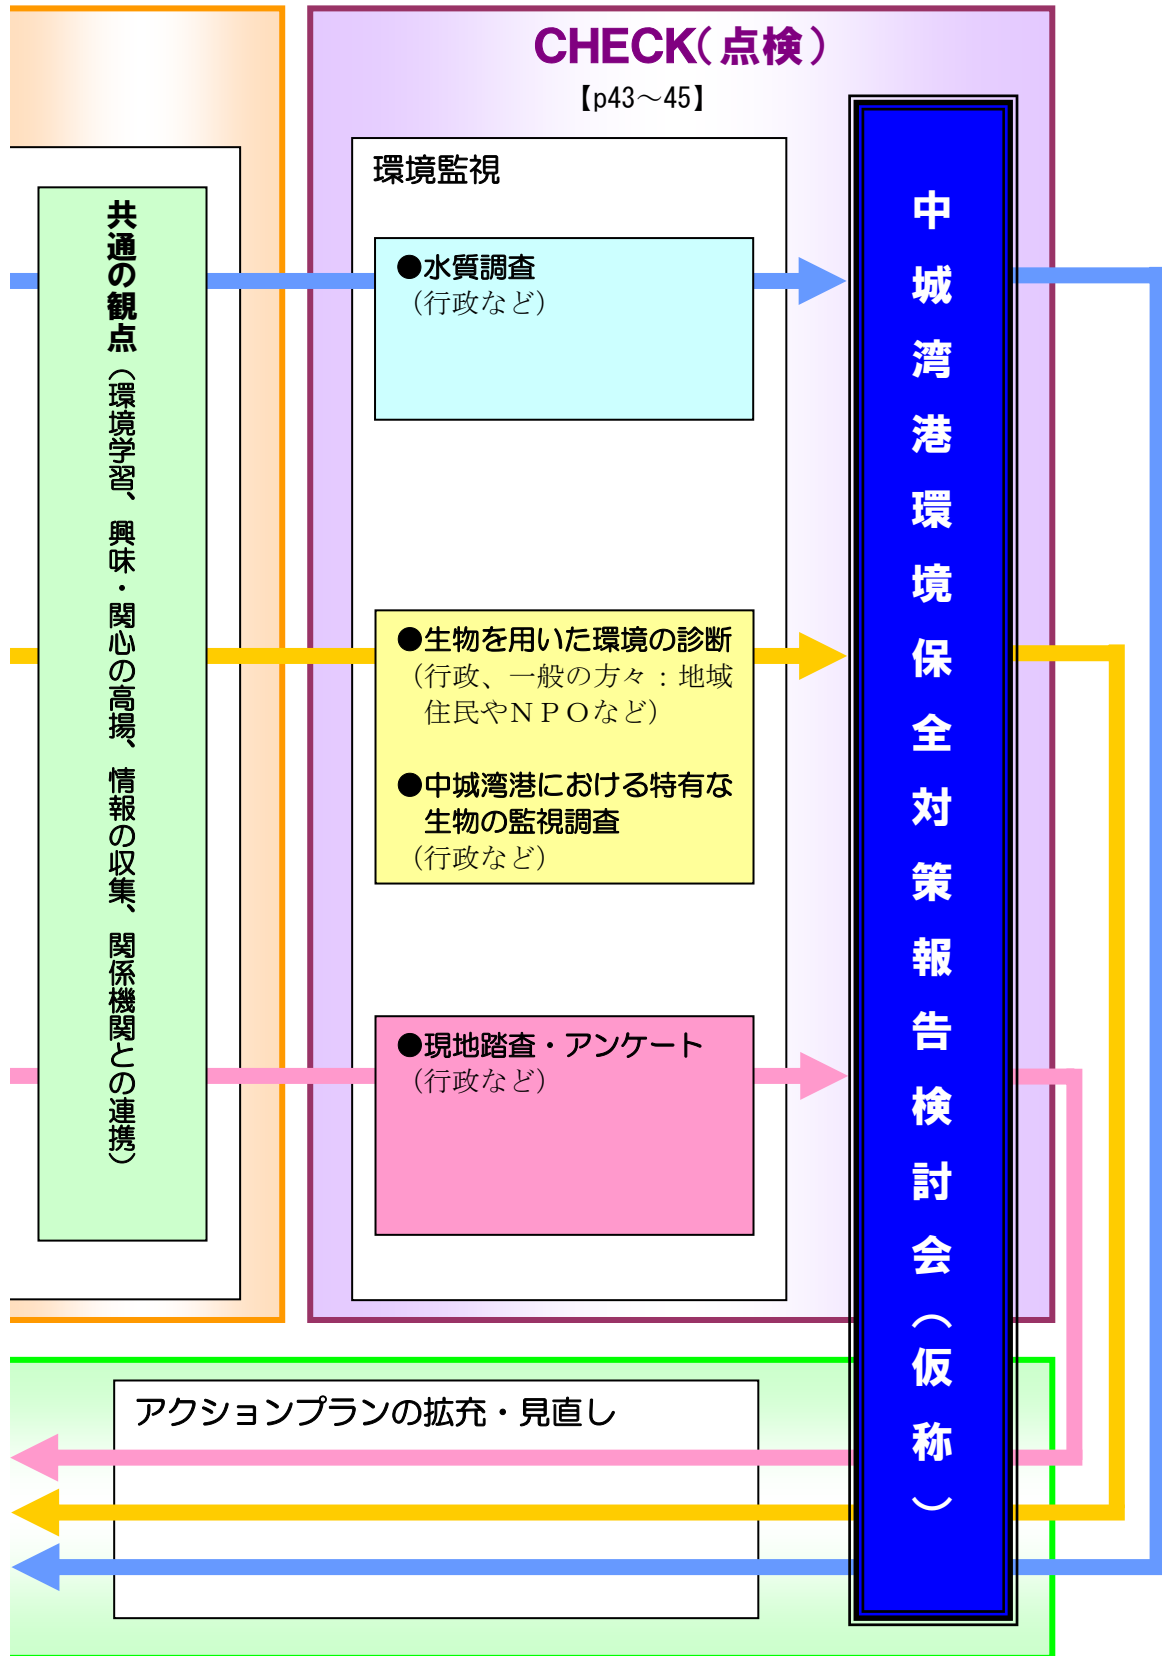 CHECK(点検)
【p43～45】
共通の観点(環境学習、興味・関心の高揚、情報の収集、関係機関との連携)
環境監視
●水質調査
(行政など)
●生物を用いた環境の診断
(行政、一般の方々:地域
住民やＮＰＯなど)
●中城湾港における特有な
生物の監視調査
(行政など)
●現地踏査・アンケート
(行政など)
中城湾港環境保全対策報告検討会(仮称)
アクションプランの拡充・見直し